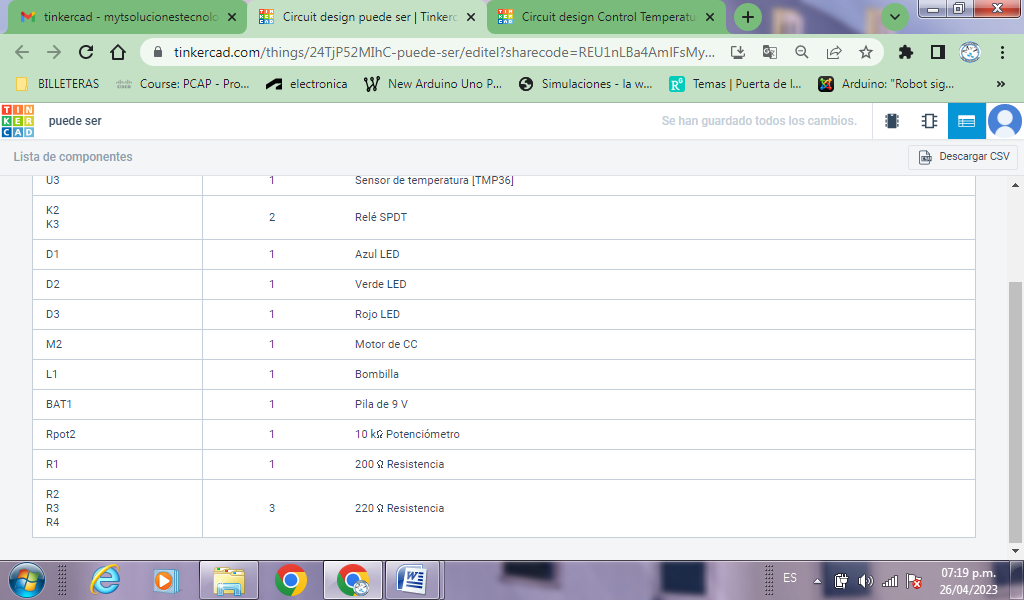 tinkercad - mytsolucionestecnolo
Circuit design puede ser | Tinkerc
Circuit design Control Temperatu
tinkercad.com/things/24TjP52MIhC-puede-ser/editel?sharecode=REU1nLBa4AmIFsMy...
BILLETERAS
Course: PCAP - Pro...
electronica
New Arduino Uno P...
Simulaciones - la w...
Temas | Puerta de l...
Arduino: "Robot sig...
»
TIN
KER
CAD
puede ser
Se han guardado todos los cambios.
Lista de componentes
Descargar CSV
U3 1 Sensor de temperatura [TMP36]
K2
K3
2 Relé SPDT
D1 1 Azul LED
D2 1 Verde LED
D3 1 Rojo LED
M2 1 Motor de CC
L1 1 Bombilla
BAT1 1 Pila de 9 V
Rpot2 1 10 kΩ Potenciómetro
R1 1 200 Ω Resistencia
R2
R3
R4
3 220 Ω Resistencia
ES
07:19 p.m.
26/04/2023